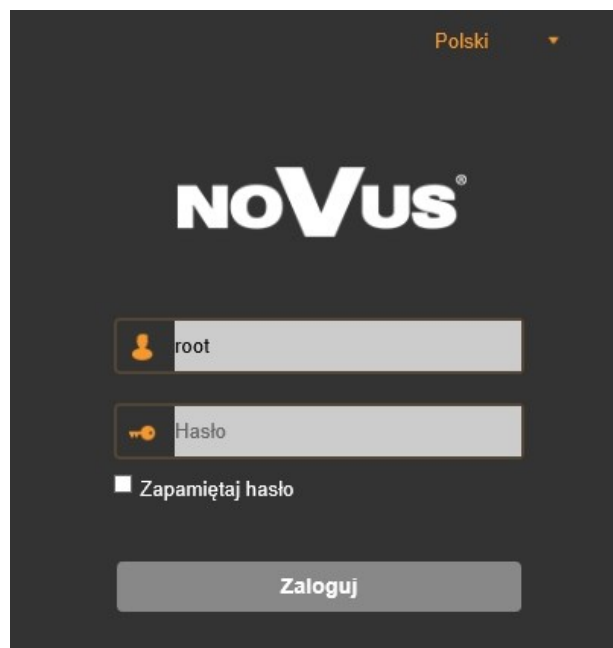 Polski
NOVUS®
root
Hasło
Zapamiętaj hasło
Zaloguj